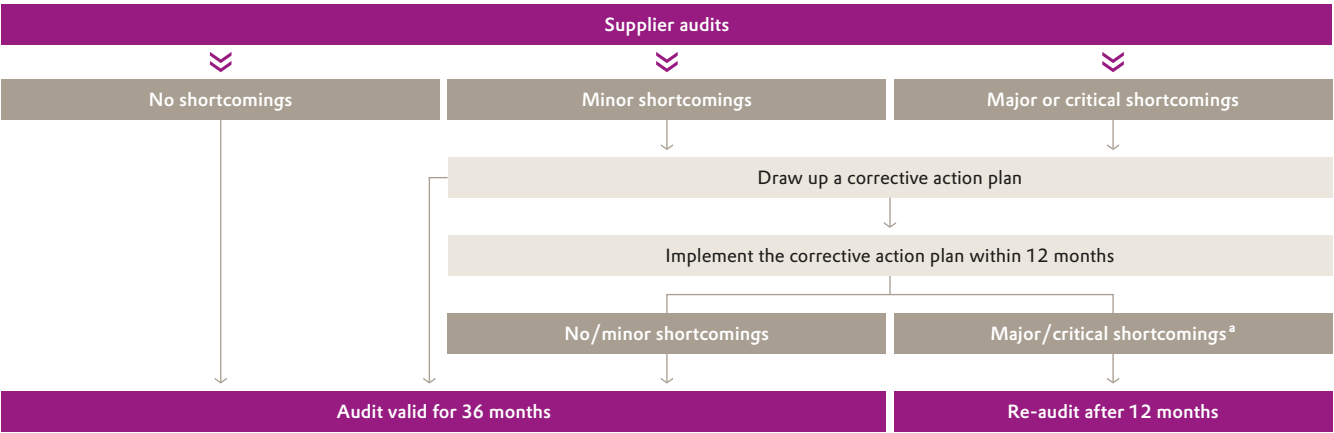 Supplier audits
No shortcomings
Minor shortcomings
Major or critical shortcomings
Draw up a corrective action plan
Implement the corrective action plan within 12 months
No/minor shortcomings
Major/critical shortcomings a
Audit valid for 36 months
Re-audit after 12 months